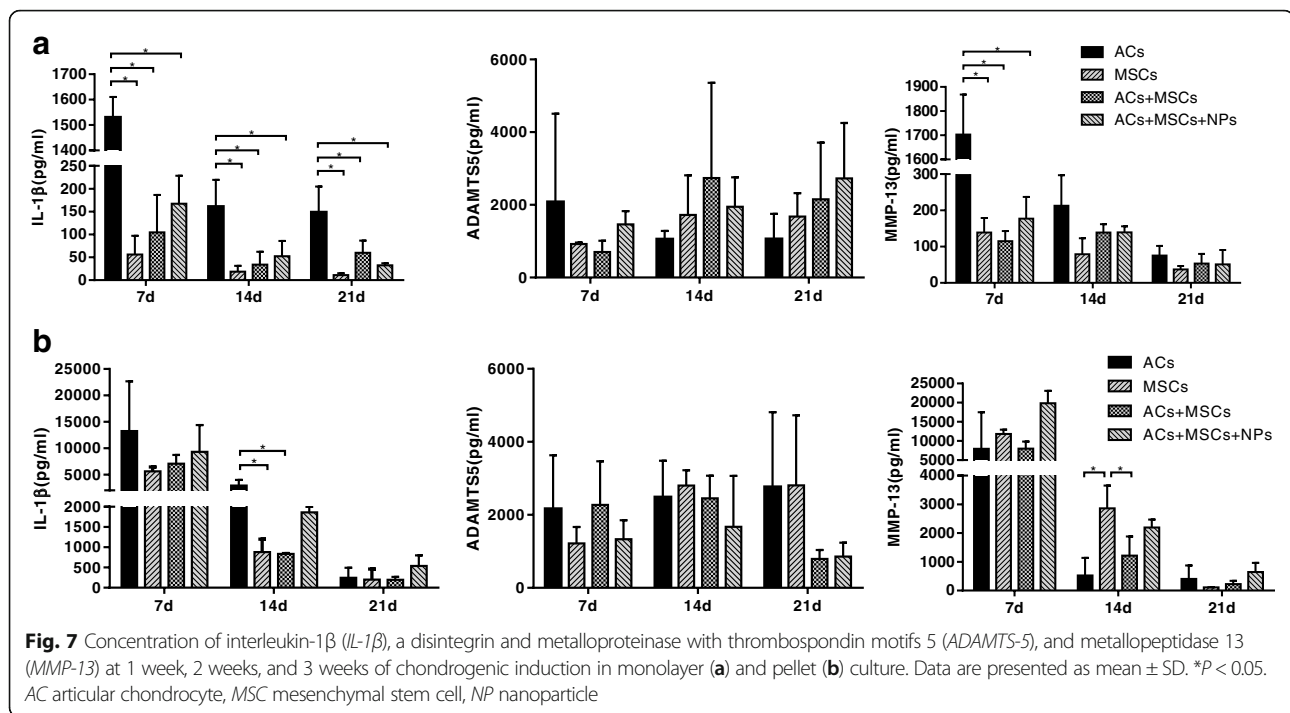 a
IL-1β(pg/ml)
1700
1600
1500
1400
250
200
150
100
50
0
* * *
* * *
* * *
7d 14d 21d
ADAMTS5(pg/ml)
6000
4000
2000
0
7d 14d 21d
MMP-13(pg/ml)
1900
1800
1700
1600
300
200
100
0
* * *
7d 14d 21d
ACs
MSCs
ACs+MSCs
ACs+MSCs+NPs
b
IL-1β(pg/ml)
25000
20000
15000
10000
5000
2000
1500
1000
500
0
* *
7d 14d 21d
ADAMTS5(pg/ml)
6000
4000
2000
0
7d 14d 21d
MMP-13(pg/ml)
25000
20000
15000
10000
5000
4000
3000
2000
1000
0
* *
7d 14d 21d
ACs
MSCs
ACs+MSCs
ACs+MSCs+NPs
Fig. 7 Concentration of interleukin-1β (IL-1β), a disintegrin and metalloproteinase with thrombospondin motifs 5 (ADAMTS-5), and metallopeptidase 13
(MMP-13) at 1 week, 2 weeks, and 3 weeks of chondrogenic induction in monolayer (a) and pellet (b) culture. Data are presented as mean ± SD. *P < 0.05.
AC articular chondrocyte, MSC mesenchymal stem cell, NP nanoparticle